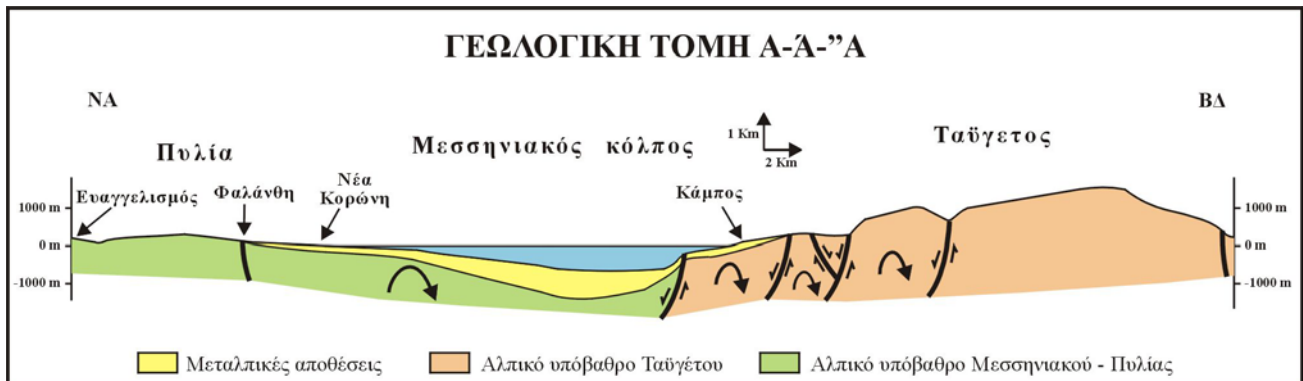 ΓΕΩΛΟΓΙΚΗ ΤΟΜΗ Α-Ά-”Α
ΝΑ
ΒΔ
Πυλία
Μεσσηνιακός κόλπος
1 Km
2 Km
Ταΰγετος
Ευαγγελισμός
Φαλάνθη
Νέα
Κορώνη
Κάμπος
1000 m
0 m
-1000 m
1000 m
0 m
-1000 m
Μεταλπικές αποθέσεις
Αλπικό υπόβαθρο Ταϋγέτου
Αλπικό υπόβαθρο Μεσσηνιακού - Πυλίας